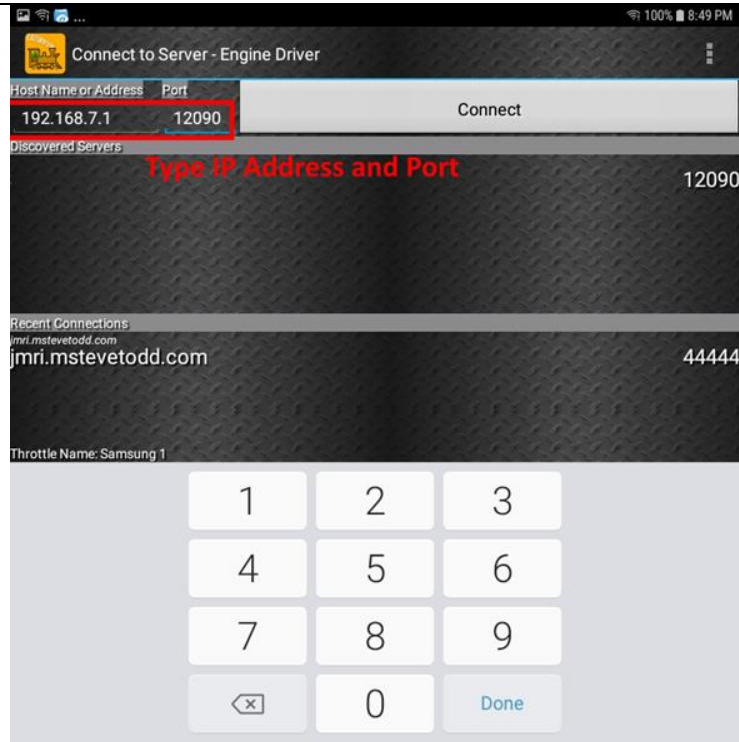 ... 100% 8:49 PM
Connect to Server - Engine Driver
Host Name or Address Port
192.168.7.1 12090 Connect
Discovered Servers
Type IP Address and Port
12090
Recent Connections
jmri.mstevetodd.com
jmri.mstevetodd.com 44444
Throttle Name: Samsung 1
1 2 3
4 5 6
7 8 9
0 Done